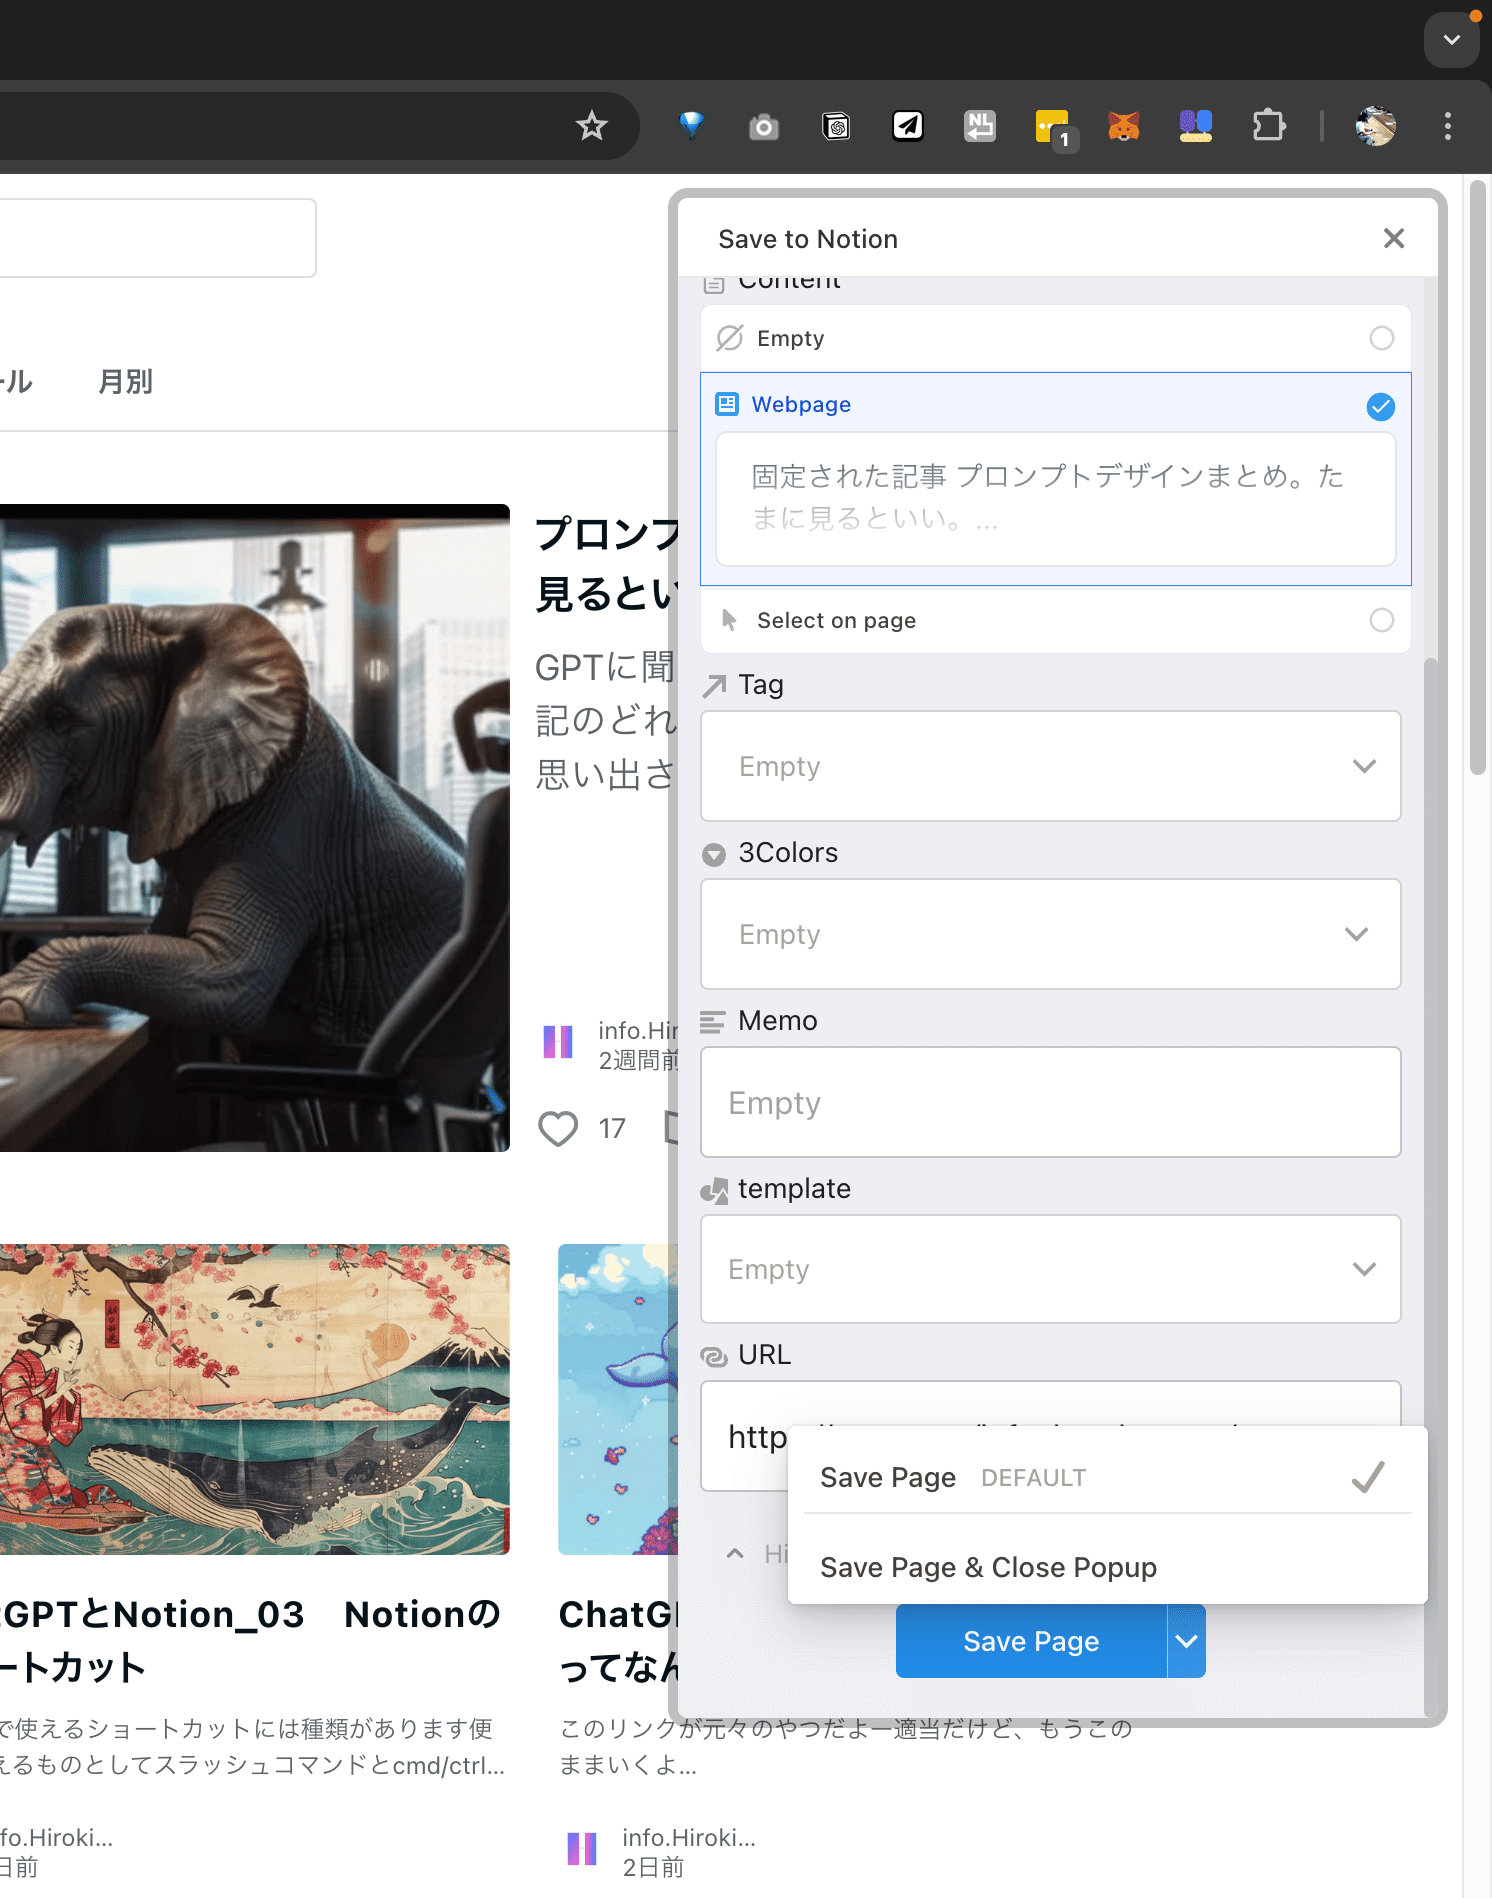 NL
1
Save to Notion
Content
Empty
Webpage
固定された記事 プロンプトデザインまとめ。た
まに見るといい。...
Select on page
Tag
Empty
3Colors
Empty
Memo
Empty
template
Empty
URL
http
Save Page DEFAULT
Save Page & Close Popup
Hi
Save Page
ール 月別
プロンプ
見るとい
GPTに聞
記のどれ
思い出さ
info.Hir
2週間前
17
GPTとNotion_03 Notionの
ートカット
で使えるショートカットには種類があります便
えるものとしてスラッシュコマンドとcmd/ctrl...
fo.Hiroki...
日前
ChatG
ってなん
このリンクが元々のやつだよー適当だけど、もうこの
ままいくよ...
info.Hiroki...
2日前